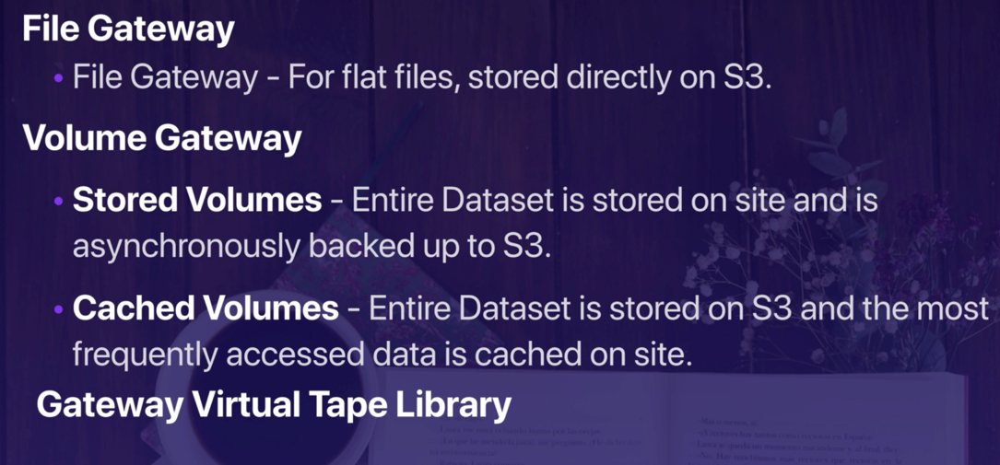 File Gateway
• File Gateway - For flat files, stored directly on S3.
Volume Gateway
• Stored Volumes - Entire Dataset is stored on site and is
asynchronously backed up to S3.
• Cached Volumes - Entire Dataset is stored on S3 and the most
frequently accessed data is cached on site.
Gateway Virtual Tape Library